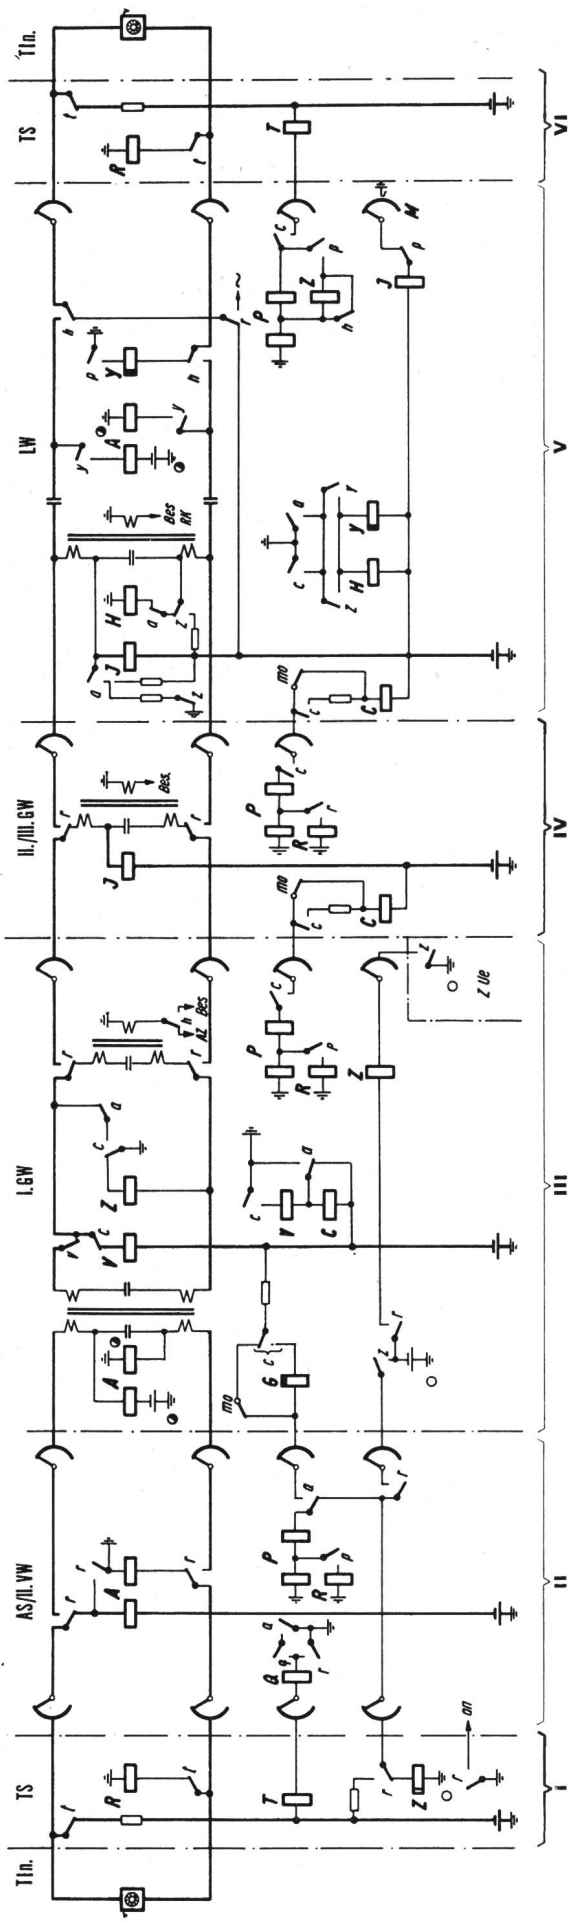 Tln.
TS
AS/II.VW
I.GW
II./III.GW
LW
TS
Tln.
t
R
t
T
r
Z
r
an
r
A
r
r
Q
a
q
r
P
R
p
a
r
A
mo
G
c
V
V
c
Z
c
a
c
V
C
a
z
r
r
r
h
AZ
Bes
P
c
R
p
Z
z
Z Ue
J
r
r
Bes.
mo
c
C
P
c
R
r
a
J
z
H
a
z
Bes
RK
mo
c
C
c
a
z
r
H
Y
y
A
y
p
Y
h
h
r
~
P
Z
h
c
p
J
p
M
R
t
t
T
I
II
III
IV
V
VI